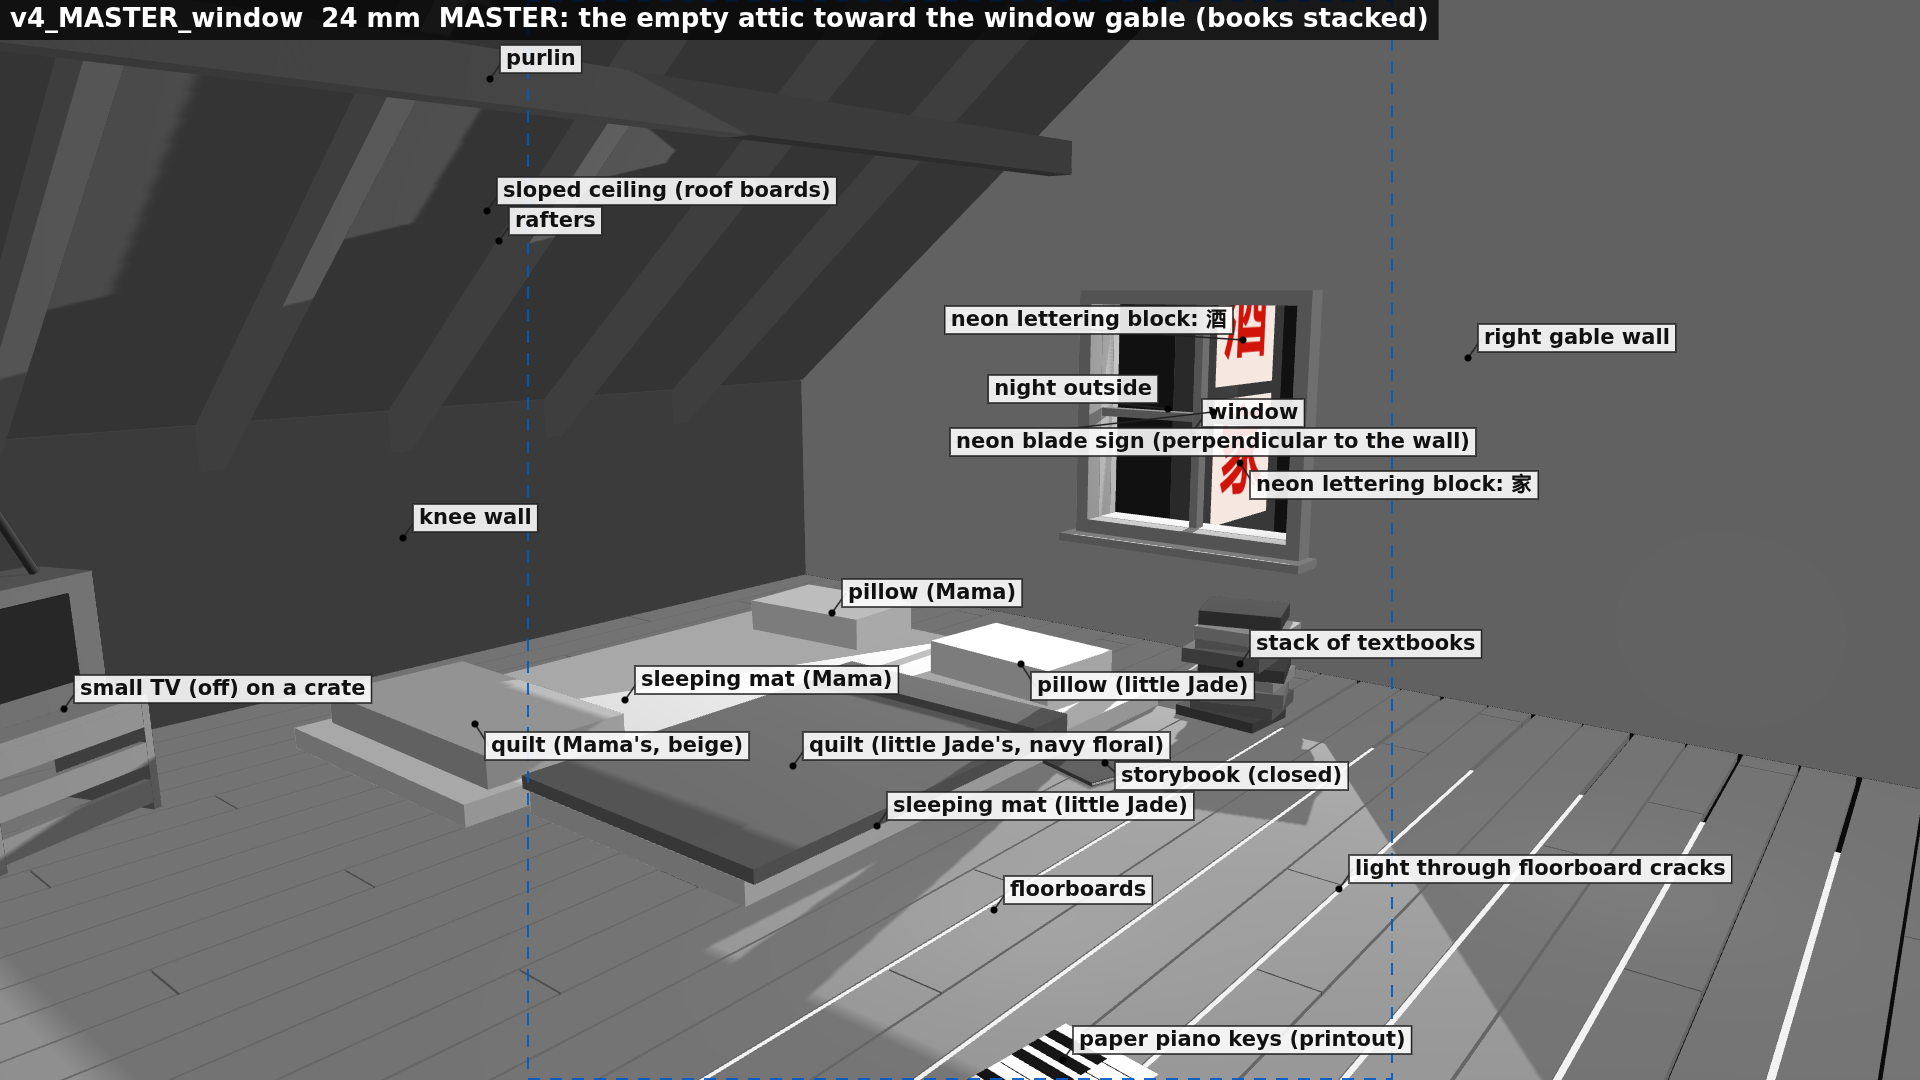 v4_MASTER_window 24 mm MASTER: the empty attic toward the window gable (books stacked)
purlin
sloped ceiling (roof boards)
rafters
neon lettering block: 酒
酒
right gable wall
night outside
window
neon blade sign (perpendicular to the wall)
家
neon lettering block: 家
knee wall
pillow (Mama)
stack of textbooks
sleeping mat (Mama)
pillow (little Jade)
small TV (off) on a crate
quilt (Mama's, beige)
quilt (little Jade's, navy floral)
storybook (closed)
sleeping mat (little Jade)
light through floorboard cracks
floorboards
paper piano keys (printout)